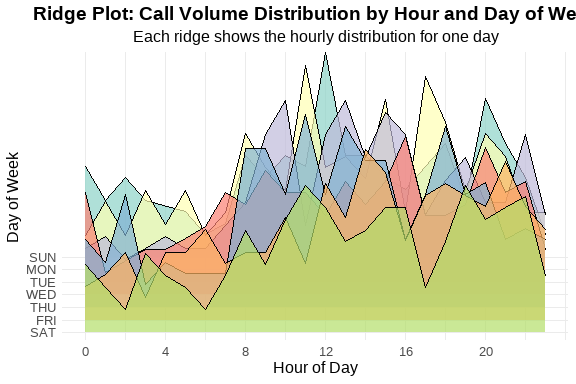 Ridge Plot: Call Volume Distribution by Hour and Day of We
Each ridge shows the hourly distribution for one day
Day of Week
SUN
MON
TUE
WED
THU
FRI
SAT
0 4 8 12 16 20
Hour of Day